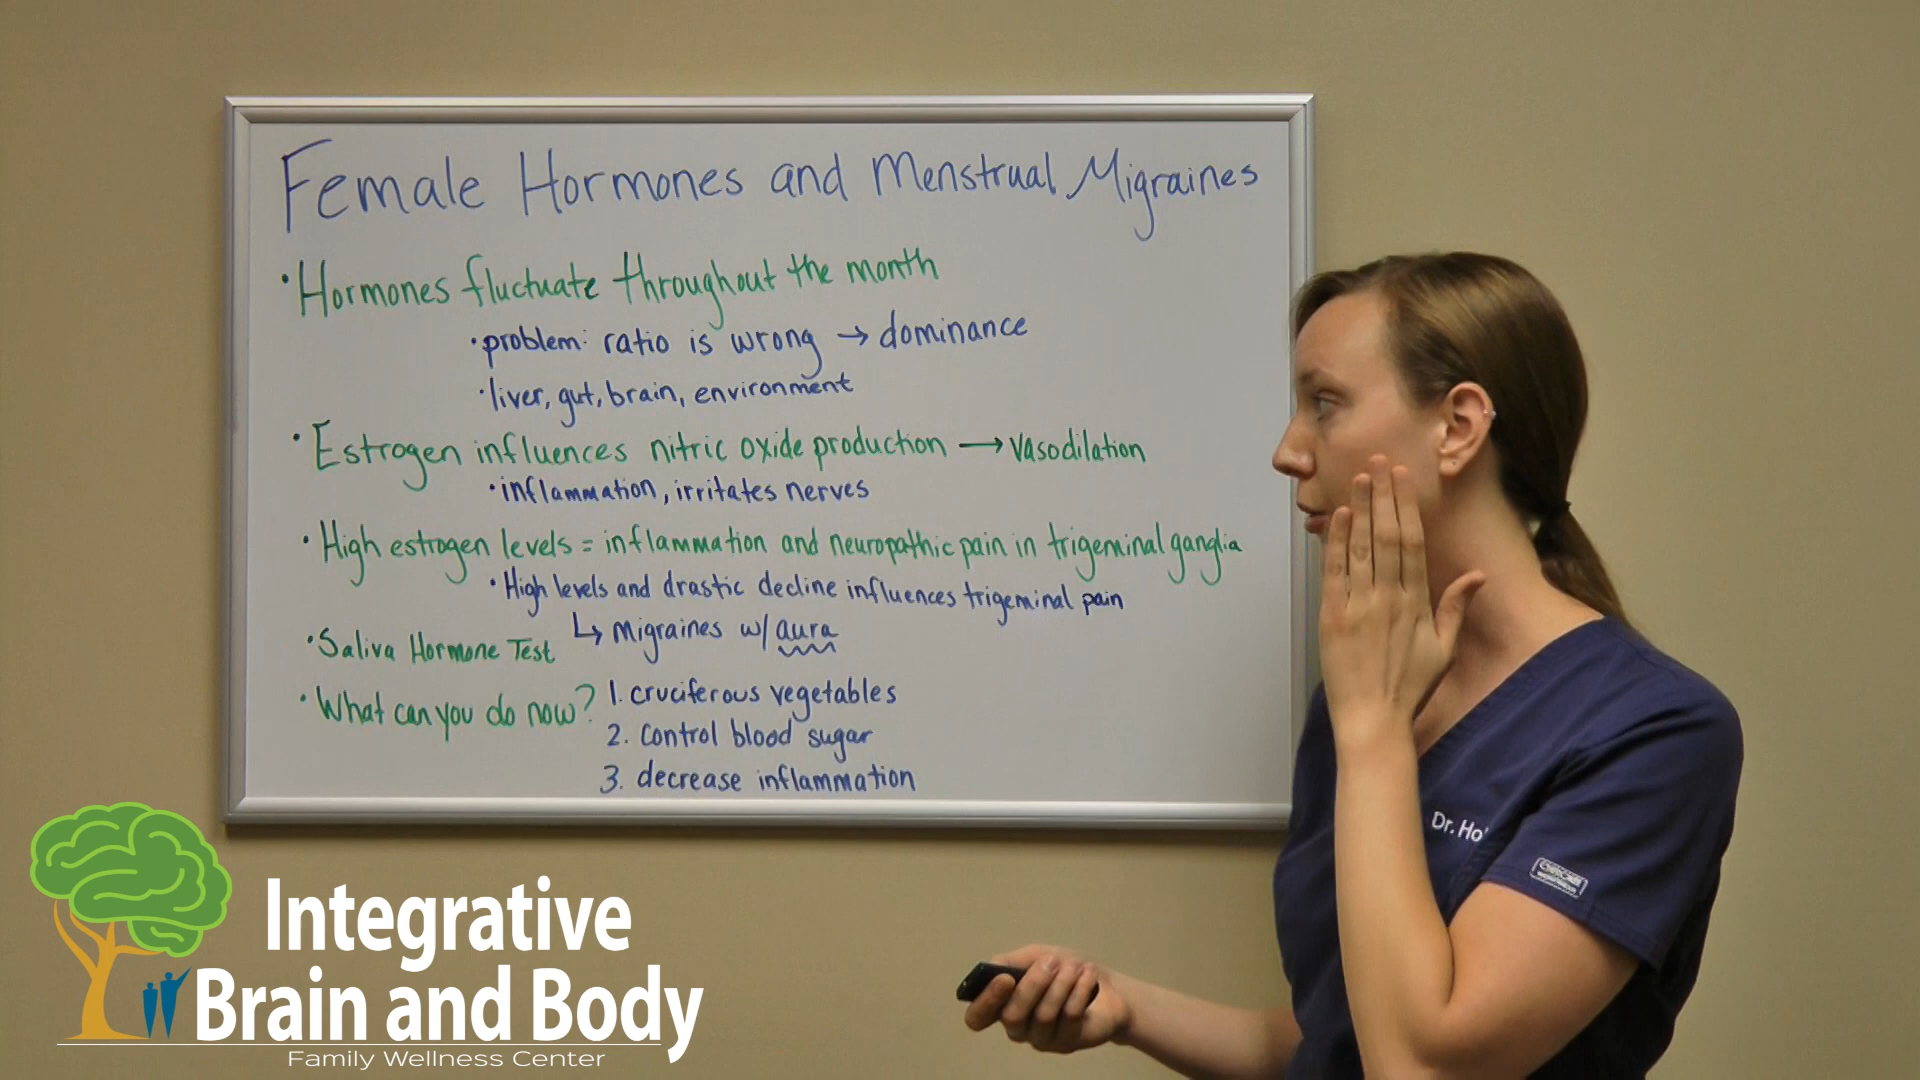 Female Hormones and Menstrual Migraines
• Hormones fluctuate throughout the month
• problem: ratio is wrong → dominance
• liver, gut, brain, environment
• Estrogen influences nitric oxide production → vasodilation
• inflammation, irritates nerves
• High estrogen levels = inflammation and neuropathic pain in trigeminal ganglia
• High levels and drastic decline influences trigeminal pain
↳ Migraines w/ aura
• Saliva Hormone Test
• What can you do now? 1. cruciferous vegetables
2. control blood sugar
3. decrease inflammation
Dr. Ho
Integrative
Brain and Body
Family Wellness Center